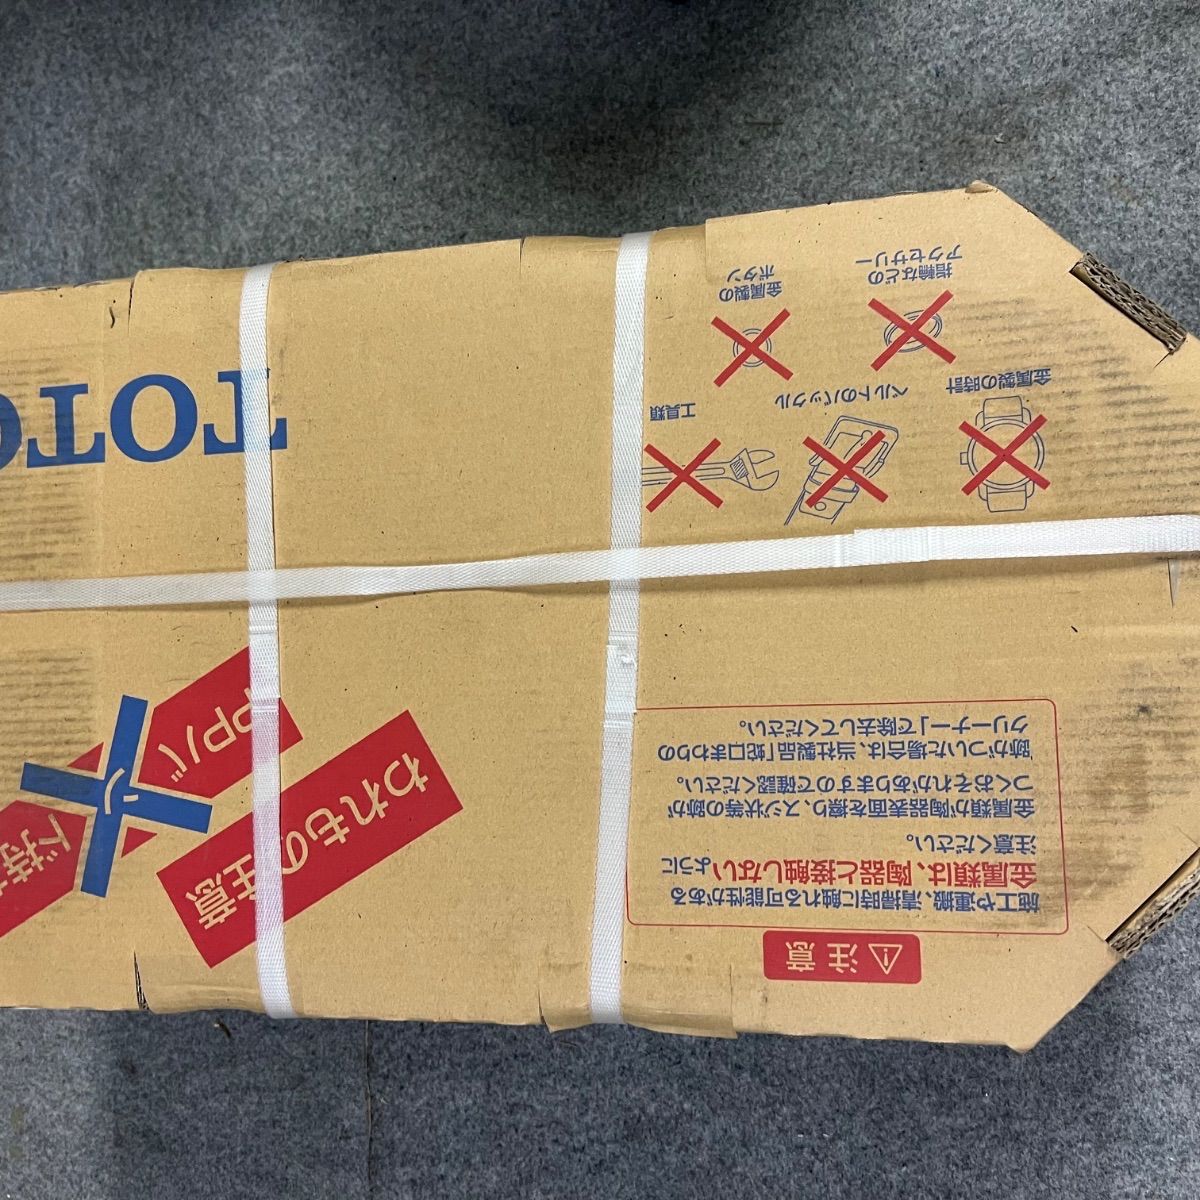 ⚠注意
施工や運搬、清掃時に触れる可能性がある
金属類は、陶器と接触しないように
注意ください。
金属類が陶器表面を擦り、スジ状等の跡が
つくおそれがありますので確認ください。
跡がついた場合は、当社製品「蛇口まわりの
クリーナー」で除去してください。
金属製の時計
ベルトのバックル
工具類
指輪などの
アクセサリー
金属製の
ボタン
われもの注意
PPバ
ド持
TOTO